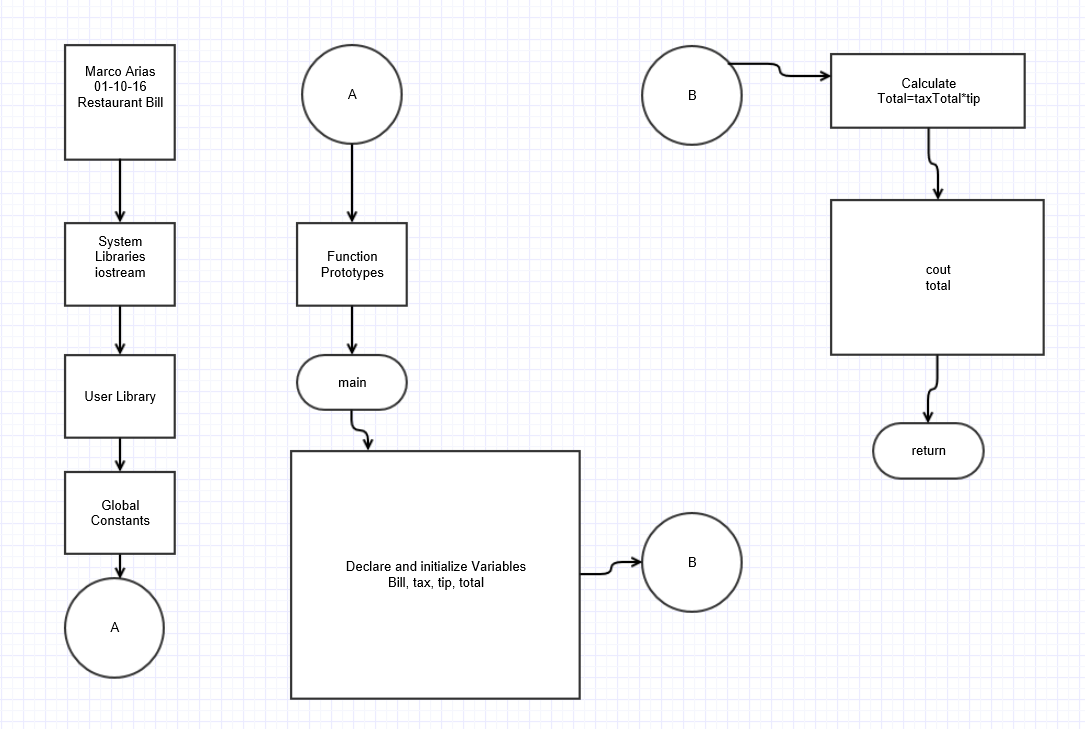 Marco Arias
01-10-16
Restaurant Bill
System
Libraries
iostream
User Library
Global
Constants
A
A
Function
Prototypes
main
Declare and initialize Variables
Bill, tax, tip, total
B
B
Calculate
Total=taxTotal*tip
cout
total
return